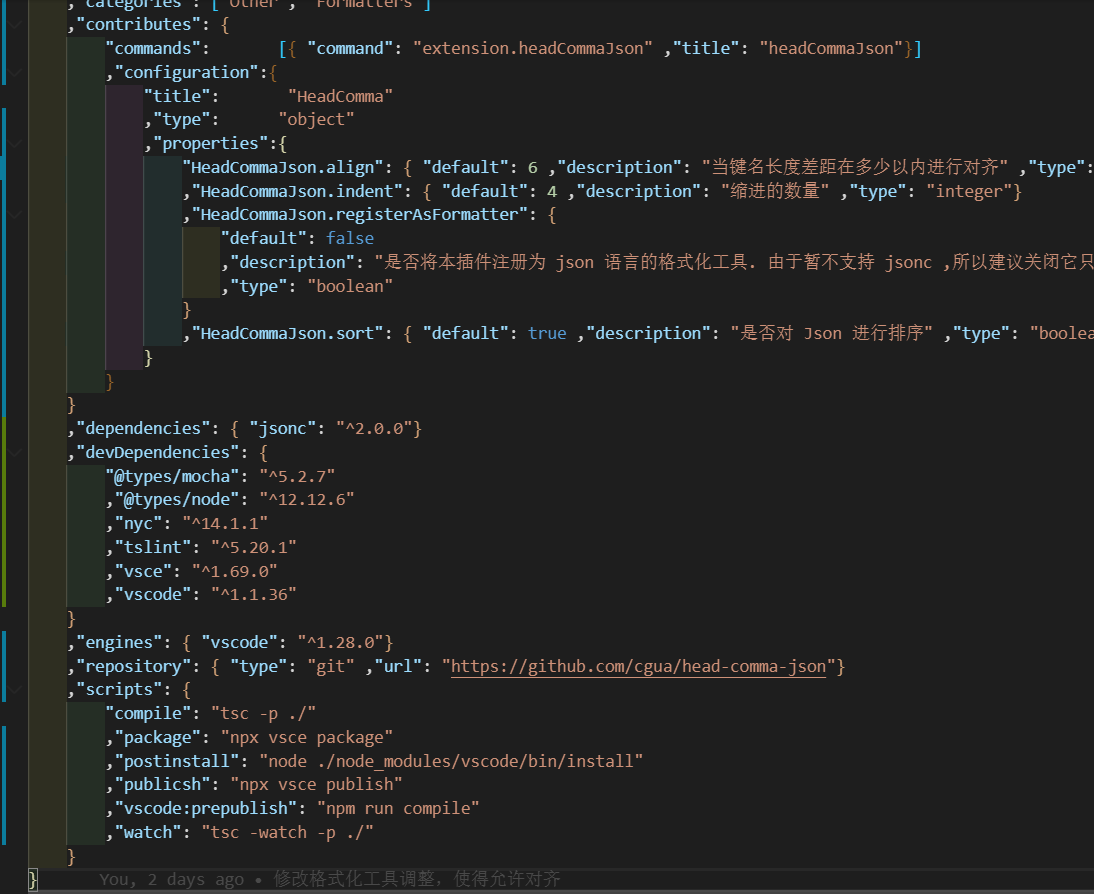 ,"categories": [ "Other", "Formatters"]
,"contributes": {
"commands": [{ "command": "extension.headCommaJson" ,"title": "headCommaJson"}]
,"configuration":{
"title": "HeadComma"
,"type": "object"
,"properties":{
"HeadCommaJson.align": { "default": 6 ,"description": "当键名长度差距在多少以内进行对齐" ,"type":
,"HeadCommaJson.indent": { "default": 4 ,"description": "缩进的数量" ,"type": "integer"}
,"HeadCommaJson.registerAsFormatter": {
"default": false
,"description": "是否将本插件注册为 json 语言的格式化工具. 由于暂不支持 jsonc ,所以建议关闭它只
,"type": "boolean"
}
,"HeadCommaJson.sort": { "default": true ,"description": "是否对 Json 进行排序" ,"type": "boolea
}
}
}
,"dependencies": { "jsonc": "^2.0.0"}
,"devDependencies": {
"@types/mocha": "^5.2.7"
,"@types/node": "^12.12.6"
,"nyc": "^14.1.1"
,"tslint": "^5.20.1"
,"vsce": "^1.69.0"
,"vscode": "^1.1.36"
}
,"engines": { "vscode": "^1.28.0"}
,"repository": { "type": "git" ,"url": "https://github.com/cgua/head-comma-json"}
,"scripts": {
"compile": "tsc -p ./"
,"package": "npx vsce package"
,"postinstall": "node ./node_modules/vscode/bin/install"
,"publicsh": "npx vsce publish"
,"vscode:prepublish": "npm run compile"
,"watch": "tsc -watch -p ./"
}
} You, 2 days ago • 修改格式化工具调整，使得允许对齐